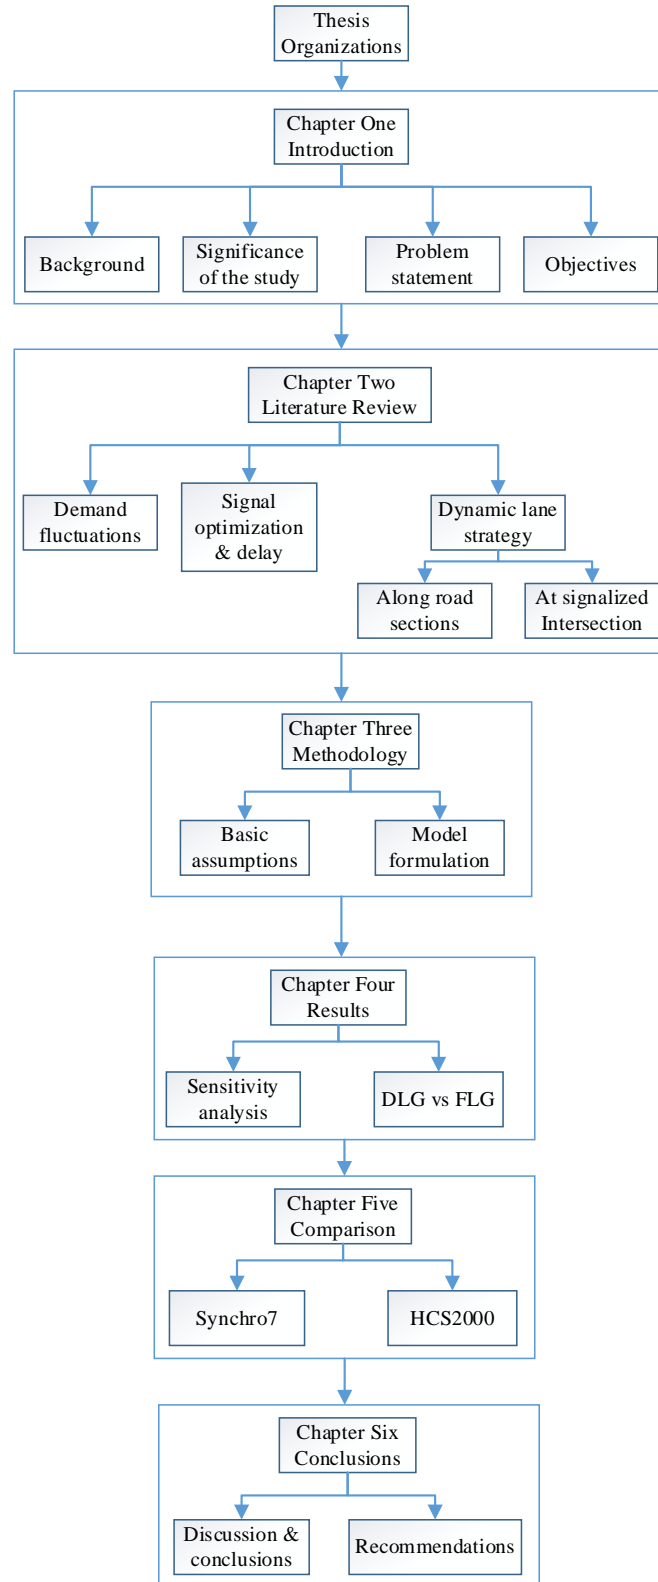 Thesis
Organizations
Chapter One
Introduction
Background
Significance
of the study
Problem
statement
Objectives
Chapter Two
Literature Review
Demand
fluctuations
Signal
optimization
& delay
Dynamic lane
strategy
Along road
sections
At signalized
Intersection
Chapter Three
Methodology
Basic
assumptions
Model
formulation
Chapter Four
Results
Sensitivity
analysis
DLG vs FLG
Chapter Five
Comparison
Synchro7
HCS2000
Chapter Six
Conclusions
Discussion &
conclusions
Recommendations